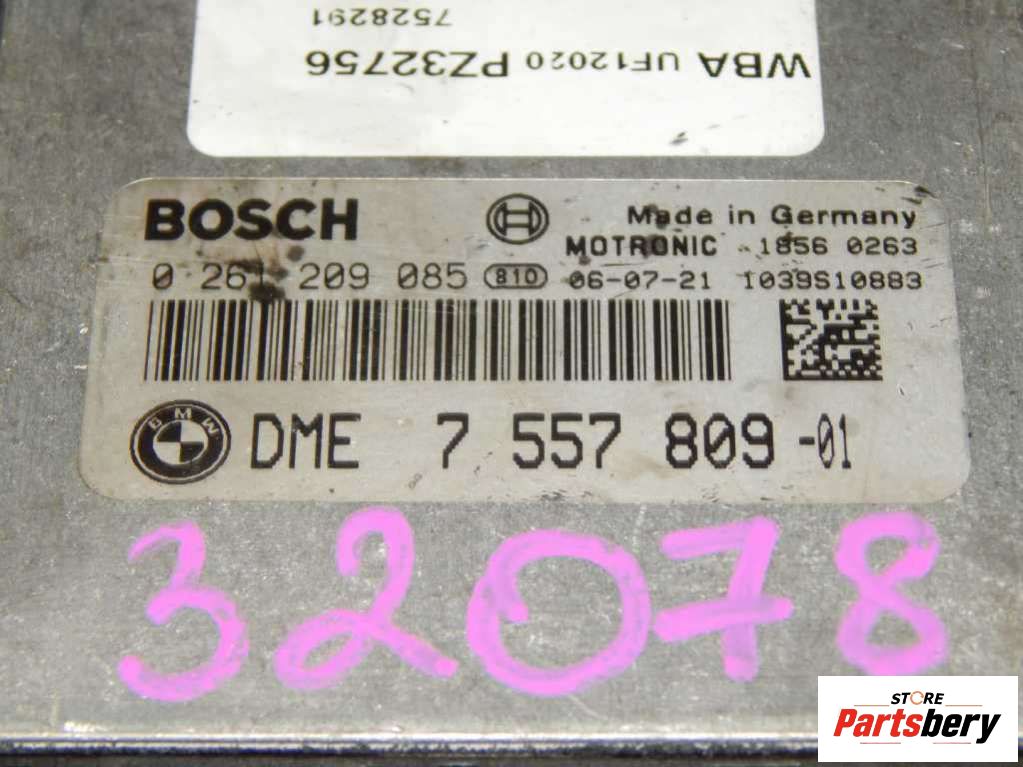 WBA UF12020 PZ32756
7528291
BOSCH
Made in Germany
MOTRONIC 1856 0263
0 261 209 085 810 06-07-21 1039S10883
BMW
DME 7 557 809 -01
32078
STORE
Partsbery